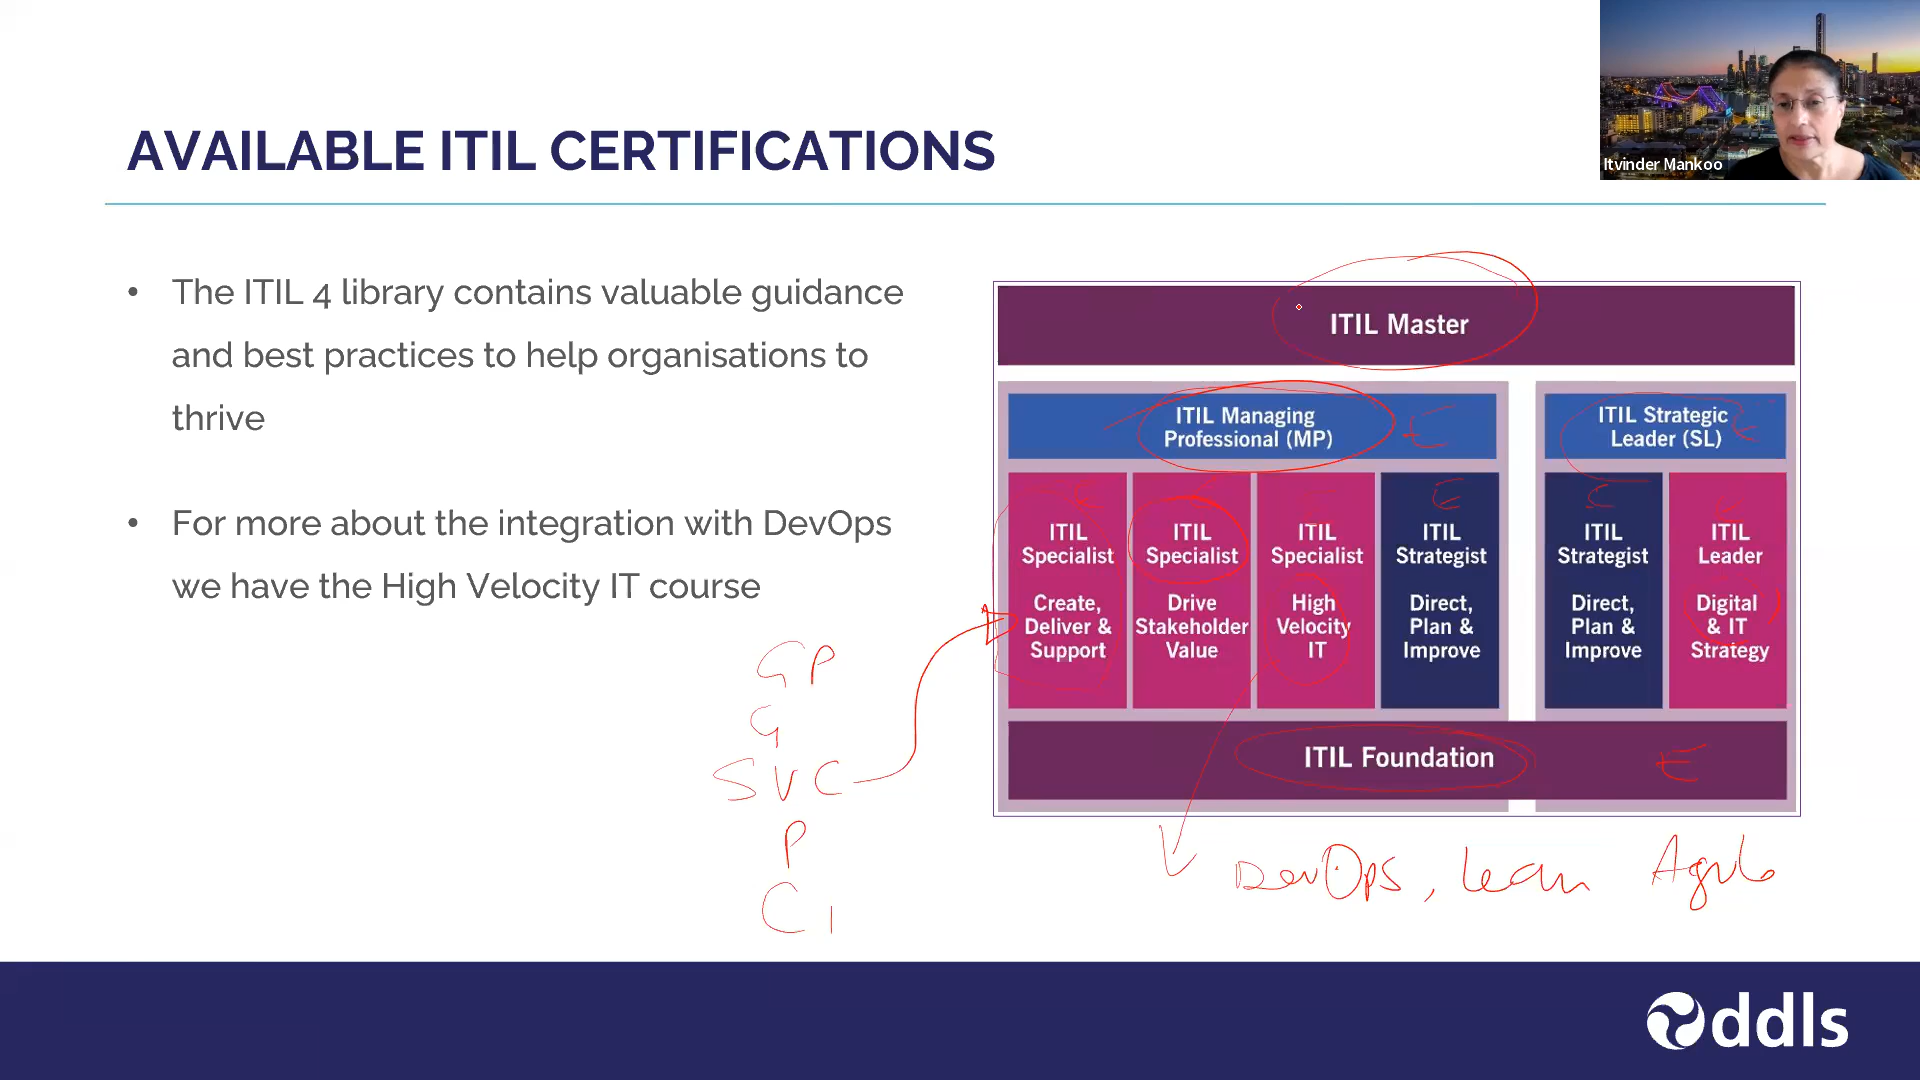 Itvinder Mankoo
AVAILABLE ITIL CERTIFICATIONS
• The ITIL 4 library contains valuable guidance
and best practices to help organisations to
thrive
• For more about the integration with DevOps
we have the High Velocity IT course
GP
G
SVC
P
CI
ITIL Master
ITIL Managing
Professional (MP)
E
ITIL Strategic
Leader (SL)
E
E
ITIL
Specialist
Create,
Deliver &
Support
ITIL
Specialist
Drive
Stakeholder
Value
ITIL
Specialist
High
Velocity
IT
E
ITIL
Strategist
Direct,
Plan &
Improve
ITIL
Strategist
Direct,
Plan &
Improve
ITIL
Leader
Digital
& IT
Strategy
ITIL Foundation
E
DevOps, Lean Agile
ddls